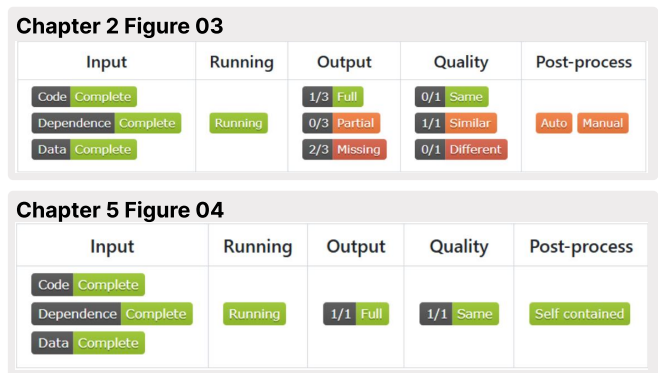 Chapter 2 Figure 03
Input Running Output Quality Post-process
Code Complete 1/3 Full 0/1 Same
Dependence Complete Running 0/3 Partial 1/1 Similar Auto Manual
Data Complete 2/3 Missing 0/1 Different
Chapter 5 Figure 04
Input Running Output Quality Post-process
Code Complete
Dependence Complete Running 1/1 Full 1/1 Same Self contained
Data Complete